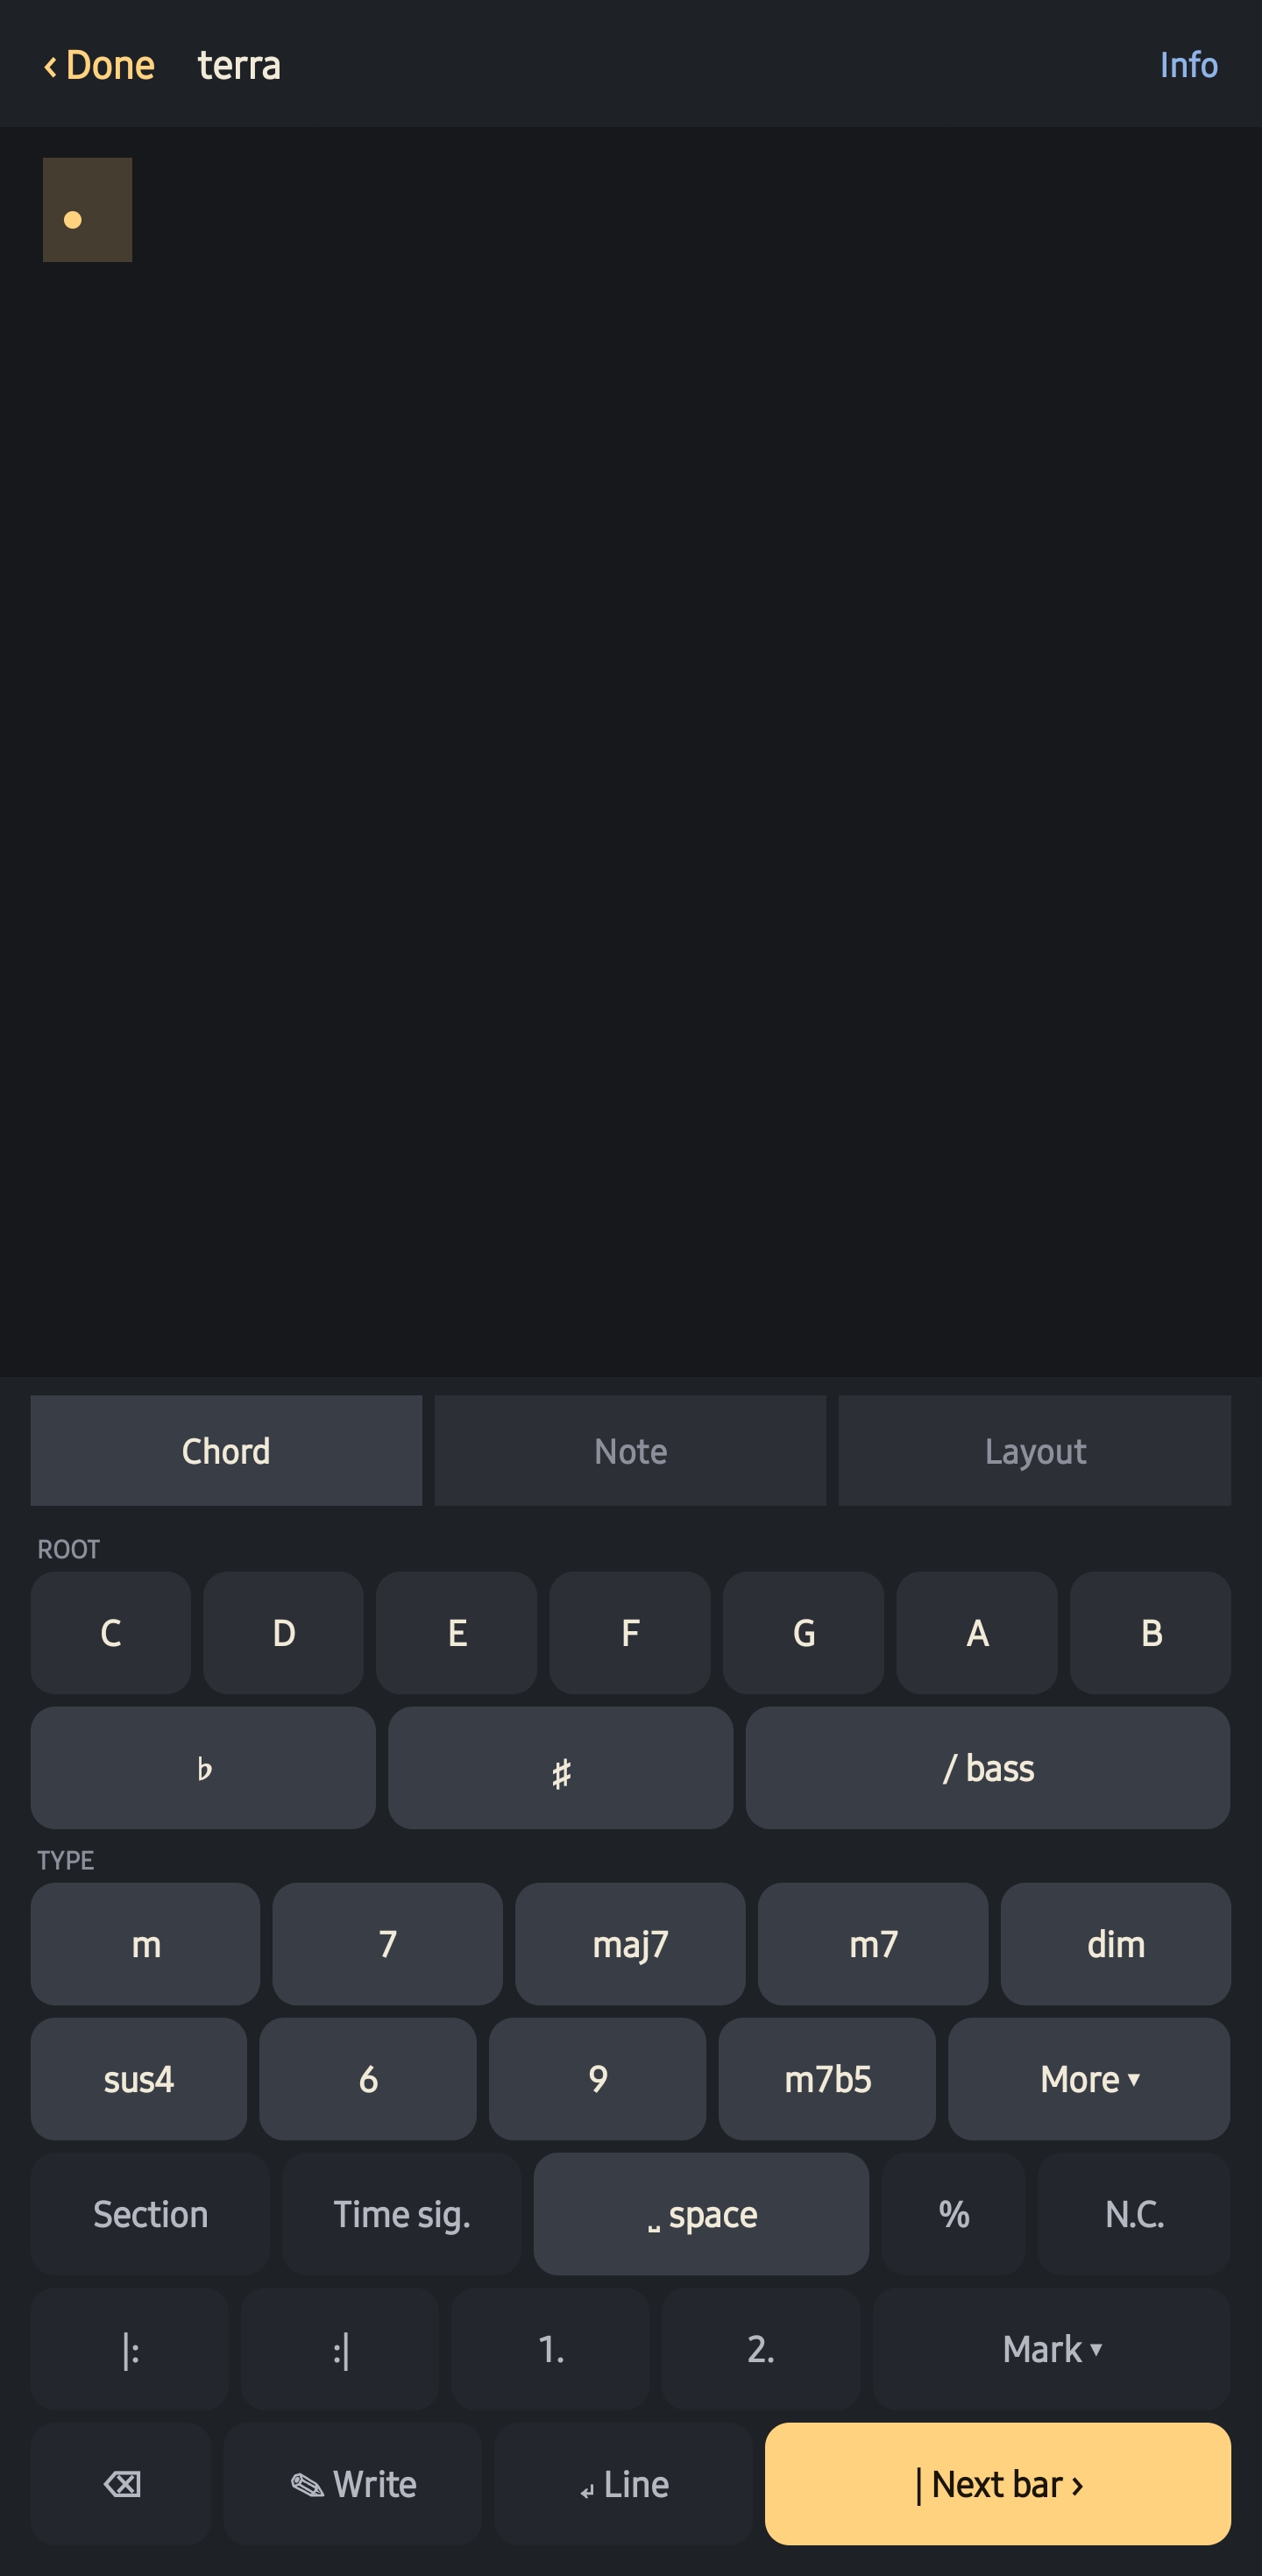 ‹ Done terra Info
Chord Note Layout
ROOT
C D E F G A B
♭ ♯ / bass
TYPE
m 7 maj7 m7 dim
sus4 6 9 m7b5 More ▾
Section Time sig. ␣ space % N.C.
|: :| 1. 2. Mark ▾
⌫ ✎ Write ↲ Line | Next bar ›